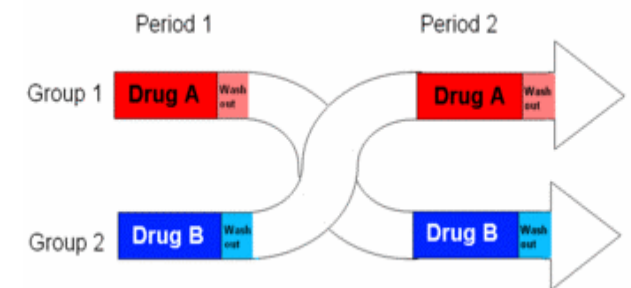 Period 1
Period 2
Group 1
Drug A
Wash
out
Drug A
Wash
out
Group 2
Drug B
Wash
out
Drug B
Wash
out